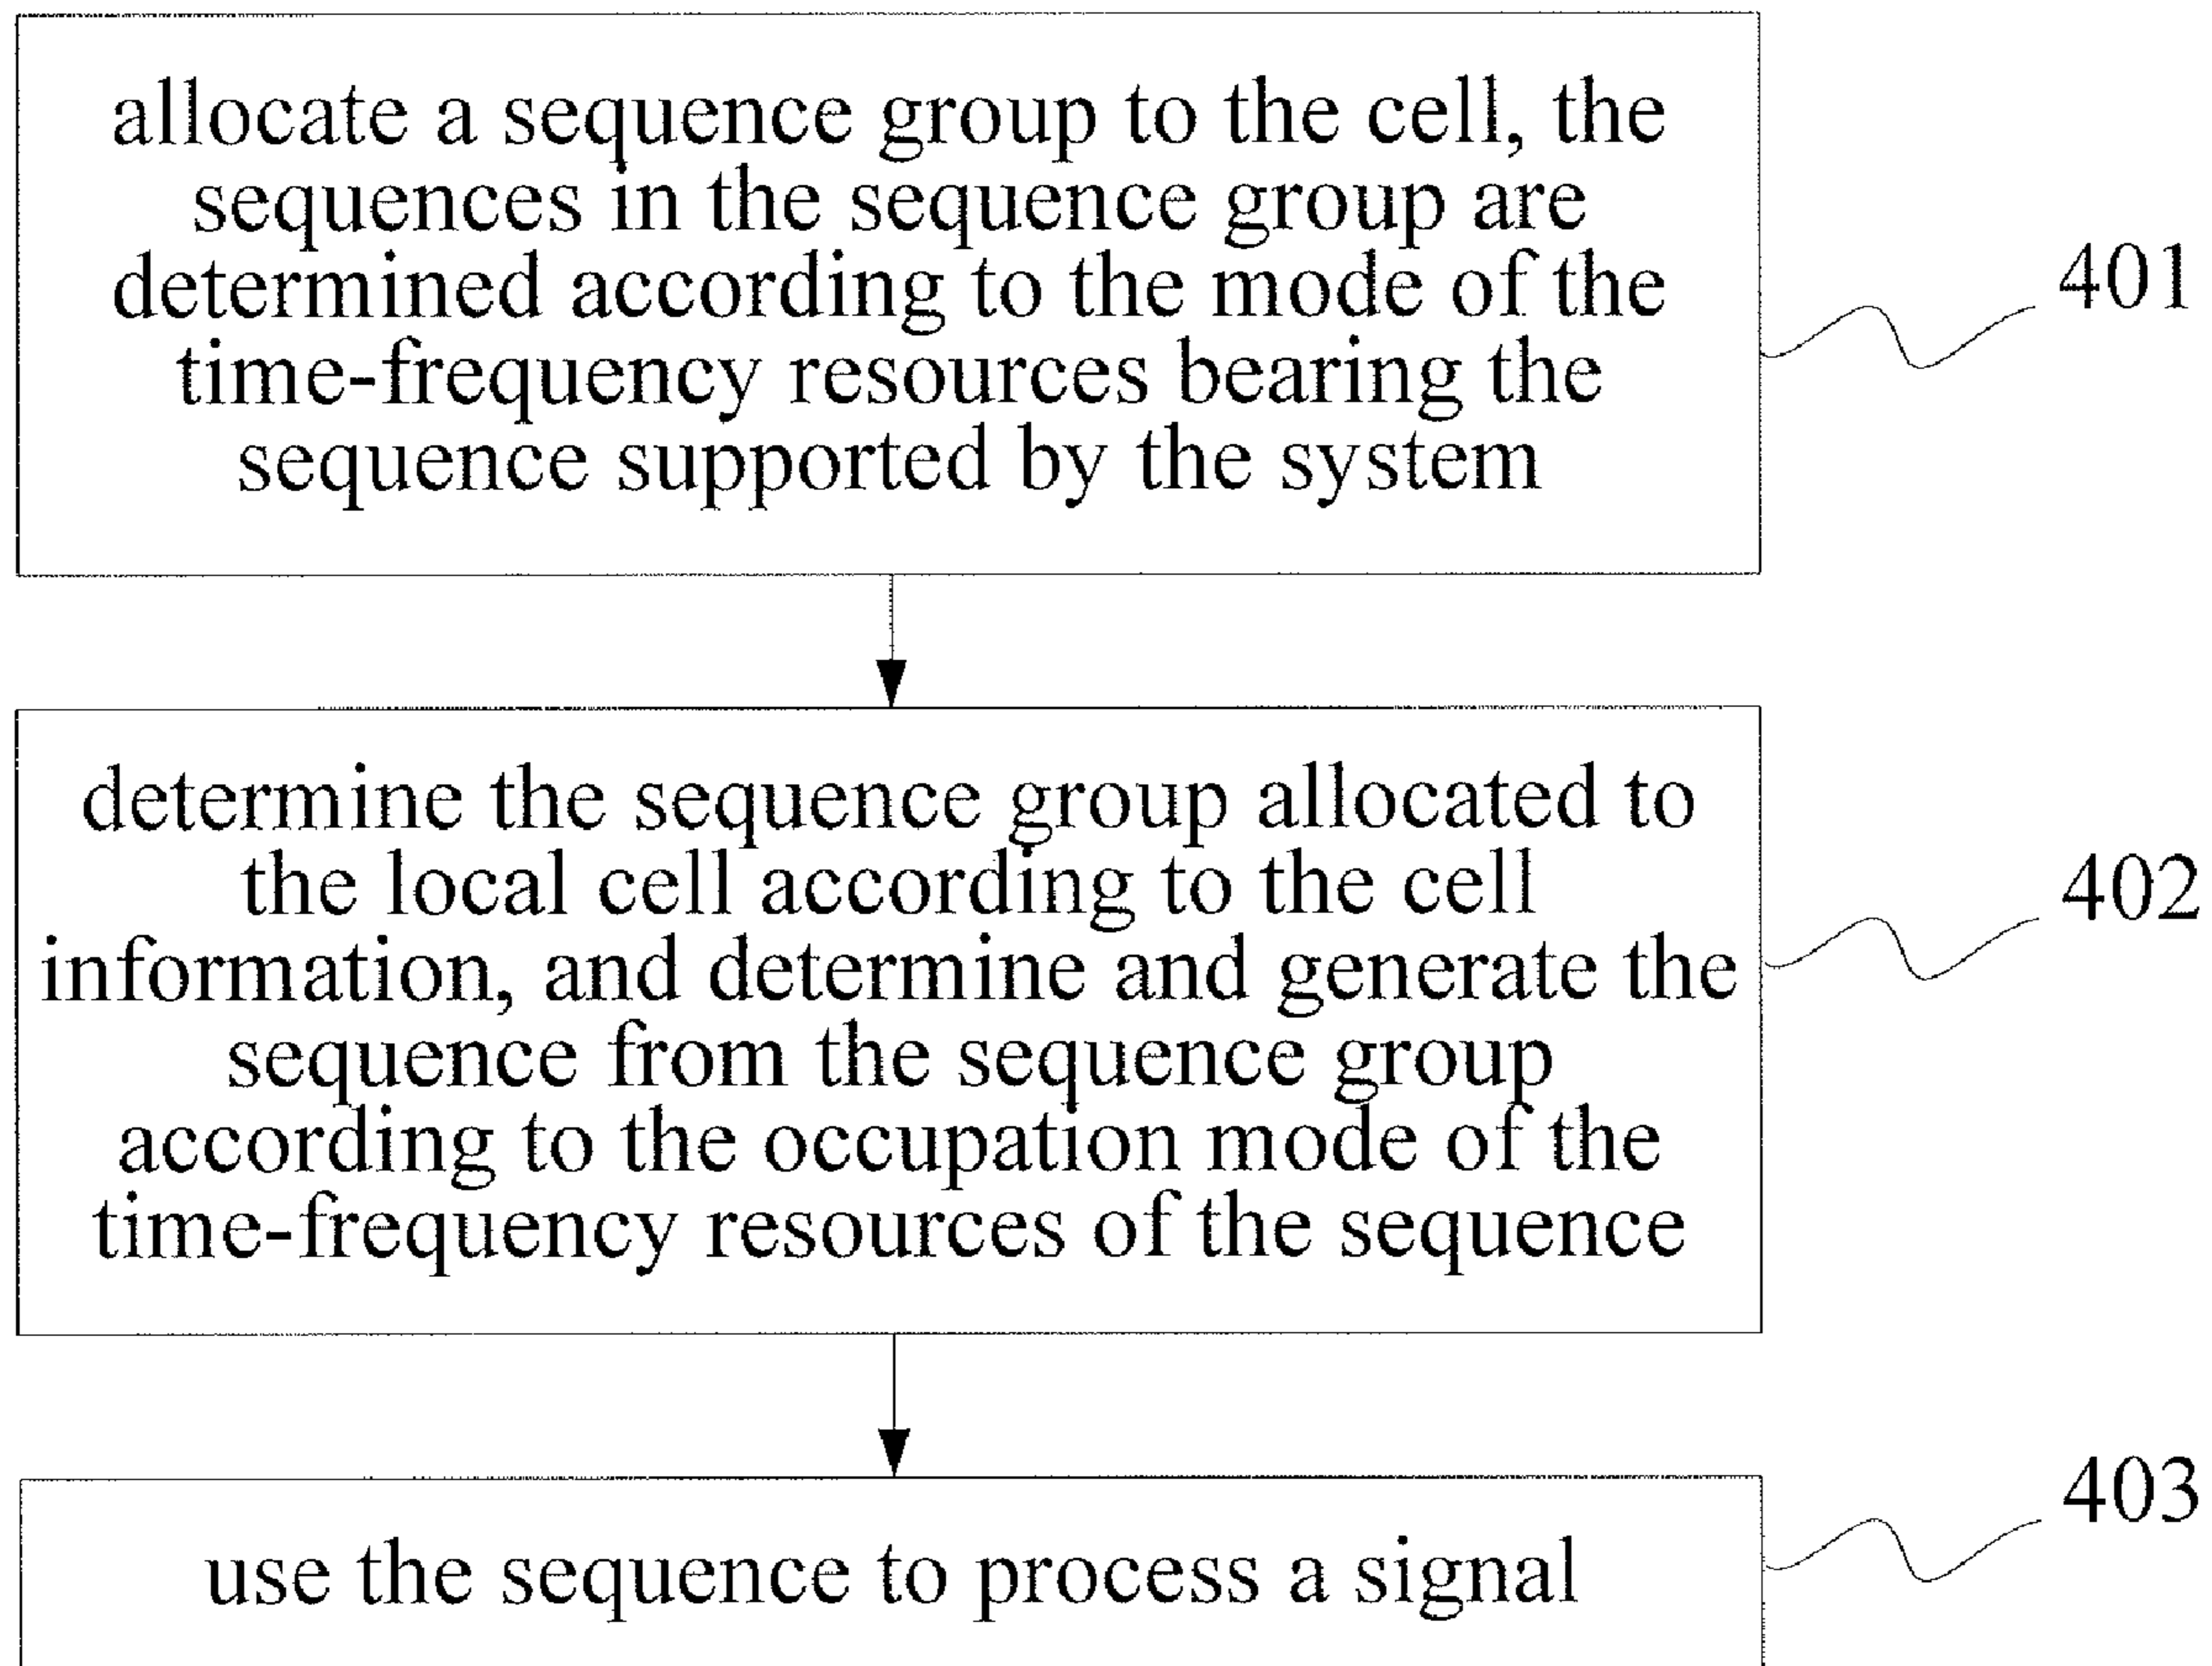 allocate a sequence group to the cell, the
sequences in the sequence group are
determined according to the mode of the
time-frequency resources bearing the
sequence supported by the system
401
determine the sequence group allocated to
the local cell according to the cell
information, and determine and generate the
sequence from the sequence group
according to the occupation mode of the
time-frequency resources of the sequence
402
use the sequence to process a signal
403